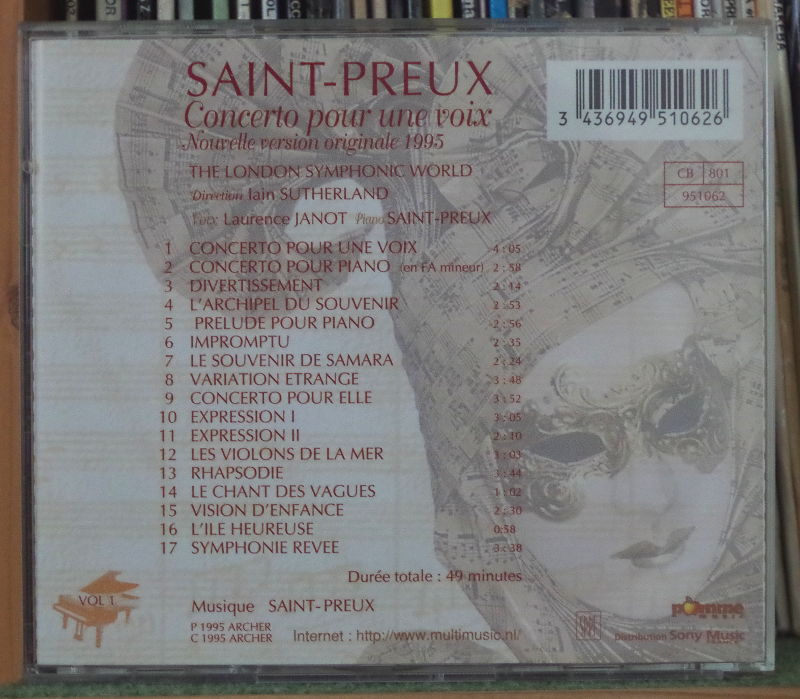 SAINT-PREUX
Concerto pour une voix
Nouvelle version originale 1995
3 436949 510626
THE LONDON SYMPHONIC WORLD
Direction Iain SUTHERLAND
Voix Laurence JANOT Piano SAINT-PREUX
CB 801
951062
1 CONCERTO POUR UNE VOIX 4:05
2 CONCERTO POUR PIANO (en FA mineur) 2:58
3 DIVERTISSEMENT 2:14
4 L'ARCHIPEL DU SOUVENIR 2:53
5 PRELUDE POUR PIANO 2:56
6 IMPROMPTU 2:35
7 LE SOUVENIR DE SAMARA 2:24
8 VARIATION ETRANGE 3:48
9 CONCERTO POUR ELLE 3:52
10 EXPRESSION I 3:05
11 EXPRESSION II 2:10
12 LES VIOLONS DE LA MER 3:03
13 RHAPSODIE 3:44
14 LE CHANT DES VAGUES 1:02
15 VISION D'ENFANCE 2:30
16 L'ILE HEUREUSE 0:58
17 SYMPHONIE REVEE 3:38
Durée totale : 49 minutes
VOL 1
Musique SAINT-PREUX
P 1995 ARCHER
C 1995 ARCHER
Internet : http://www.multimusic.nl/
pomme
MUSIC
Distribution Sony Music